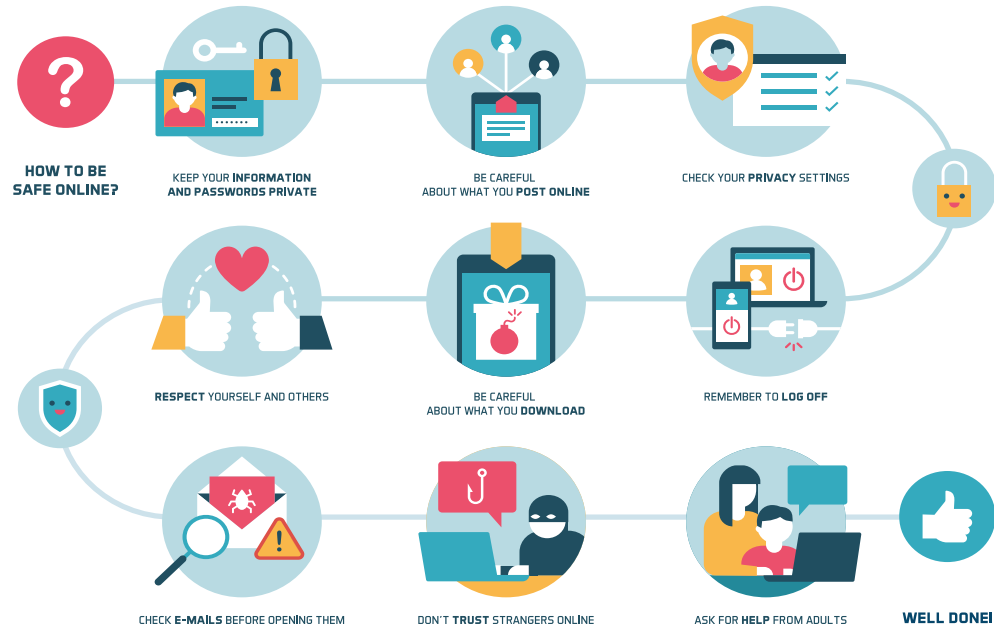 ?
HOW TO BE
SAFE ONLINE?
KEEP YOUR INFORMATION
AND PASSWORDS PRIVATE
BE CAREFUL
ABOUT WHAT YOU POST ONLINE
CHECK YOUR PRIVACY SETTINGS
REMEMBER TO LOG OFF
BE CAREFUL
ABOUT WHAT YOU DOWNLOAD
RESPECT YOURSELF AND OTHERS
!
CHECK E-MAILS BEFORE OPENING THEM
DON'T TRUST STRANGERS ONLINE
ASK FOR HELP FROM ADULTS
WELL DONE!